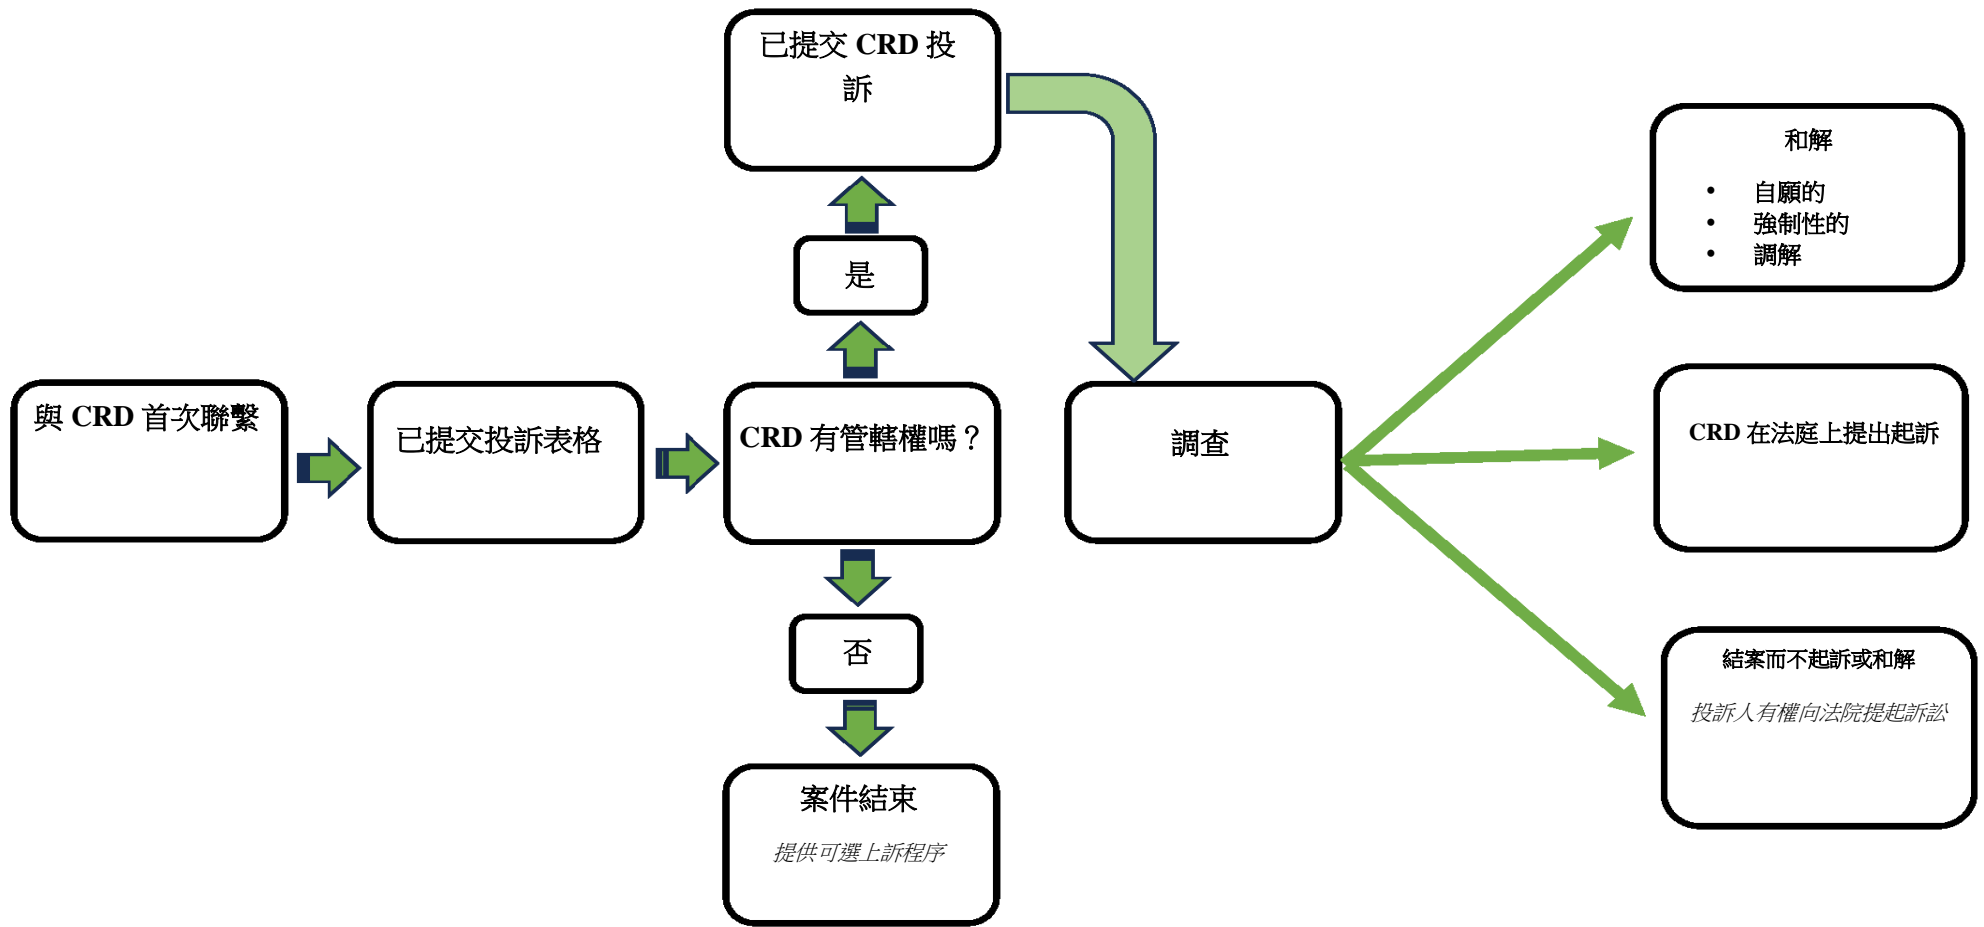 與 CRD 首次聯繫
已提交投訴表格
CRD 有管轄權嗎？
是
已提交 CRD 投
訴
否
案件結束
提供可選上訴程序
調查
和解
• 自願的
• 強制性的
• 調解
CRD 在法庭上提出起訴
結案而不起訴或和解
投訴人有權向法院提起訴訟